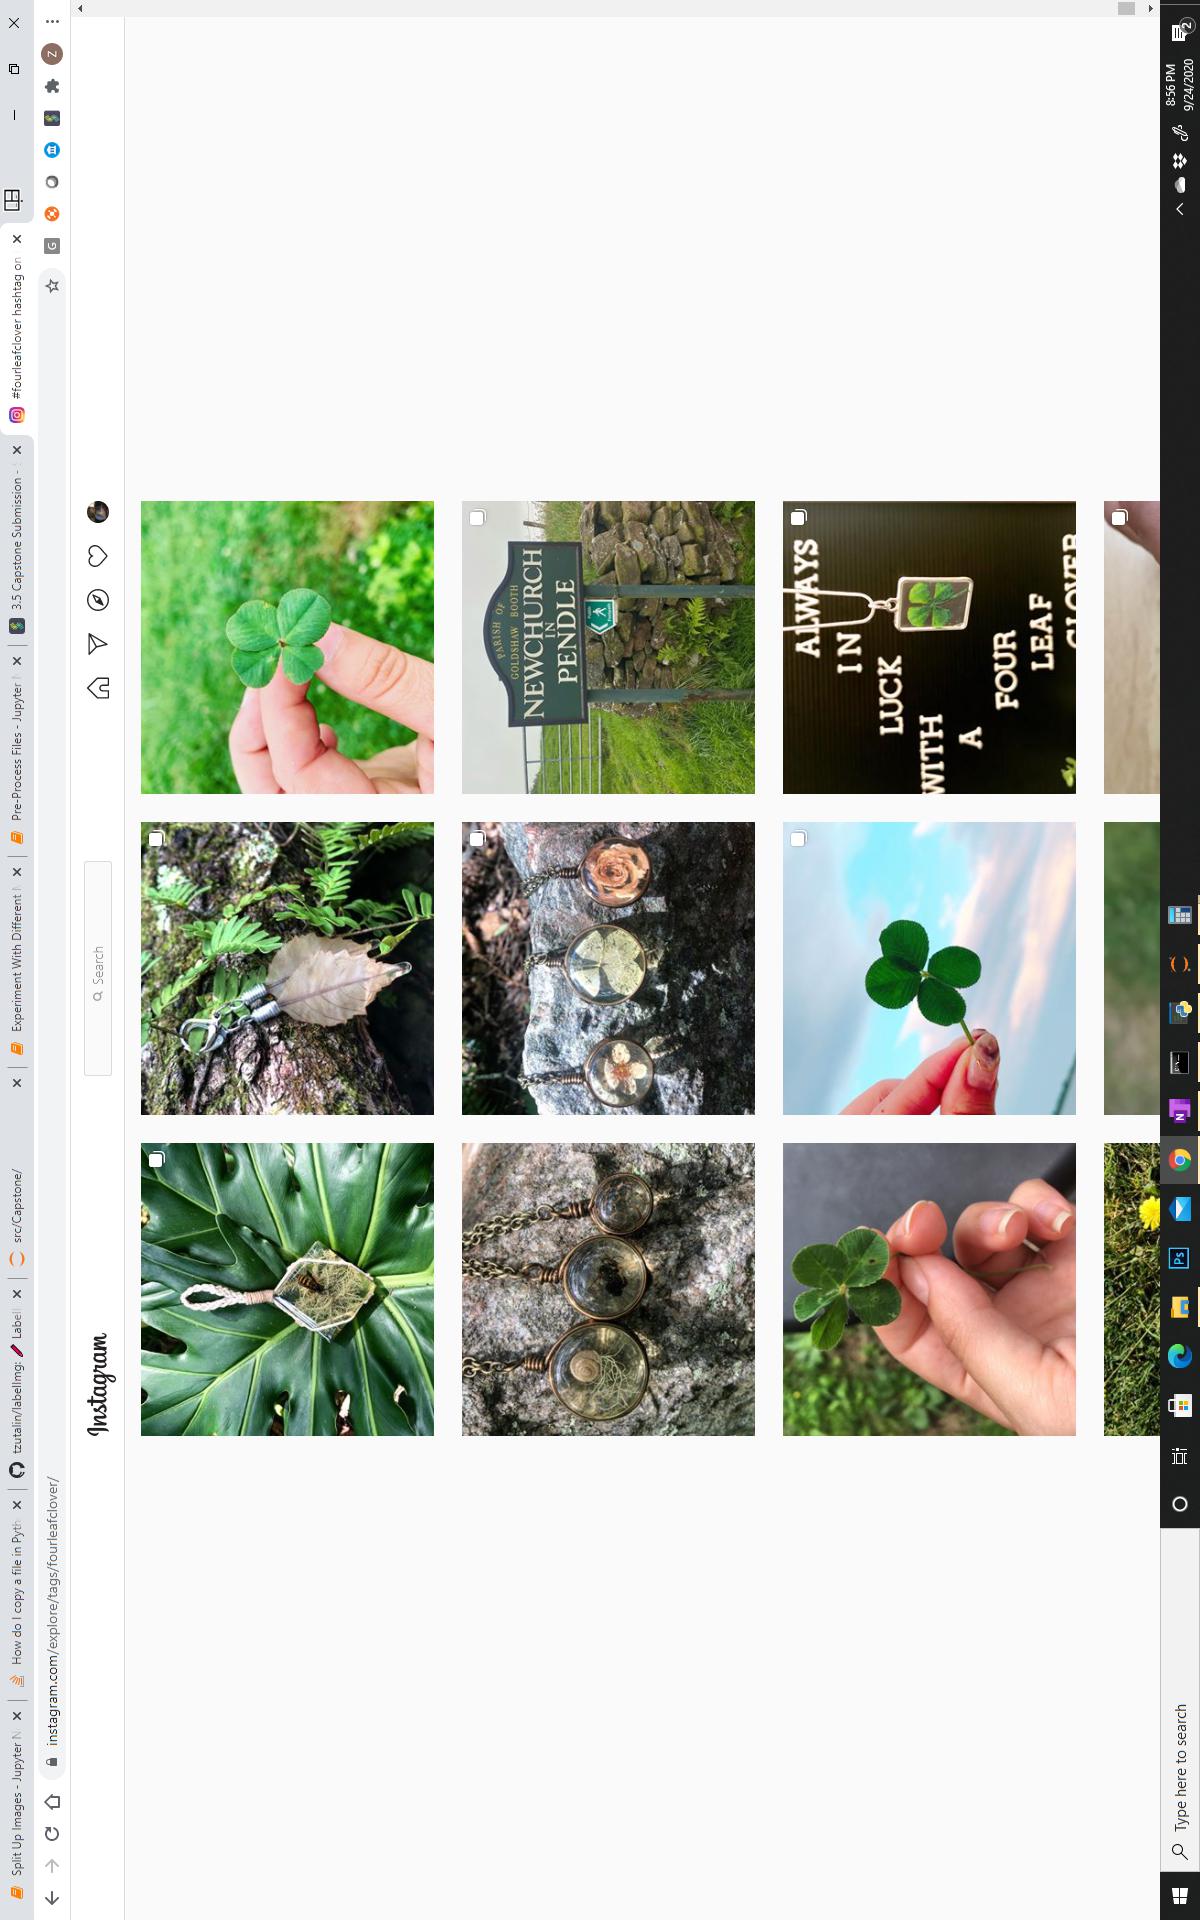 Split Up Images - Jupyter N
How do I copy a file in Pyth
tzutalin/labelImg: Labell
src/Capstone/
Experiment With Different
Pre-Process Files - Jupyter
3.5 Capstone Submission -
#fourleafclover hashtag on
instagram.com/explore/tags/fourleafclover/
G
Z
Instagram
Search
PARISH OF
GOLDSHAW BOOTH
NEWCHURCH
IN
PENDLE
ALWAYS
IN
LUCK
WITH
A
FOUR
LEAF
CLOVER
Type here to search
Ps
N
8:56 PM
9/24/2020
2